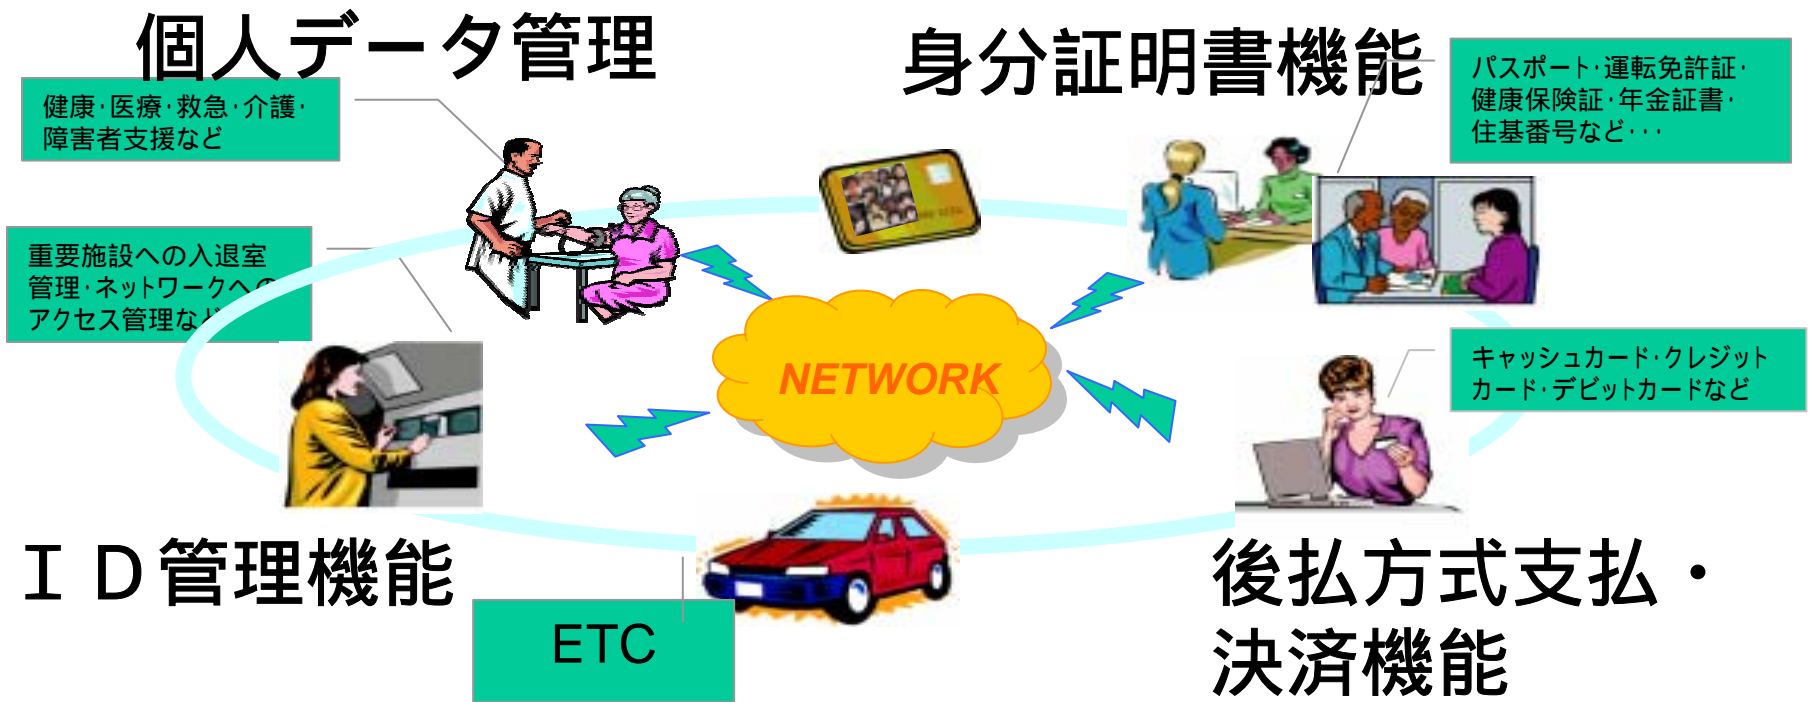 個人データ管理
健康･医療･救急･介護･
障害者支援など
身分証明書機能
パスポート･運転免許証･
健康保険証･年金証書･
住基番号など･･･
重要施設への入退室
管理･ネットワークへの
アクセス管理など
NETWORK
キャッシュカード･クレジット
カード･デビットカードなど
ＩＤ管理機能
ETC
後払方式支払・
決済機能